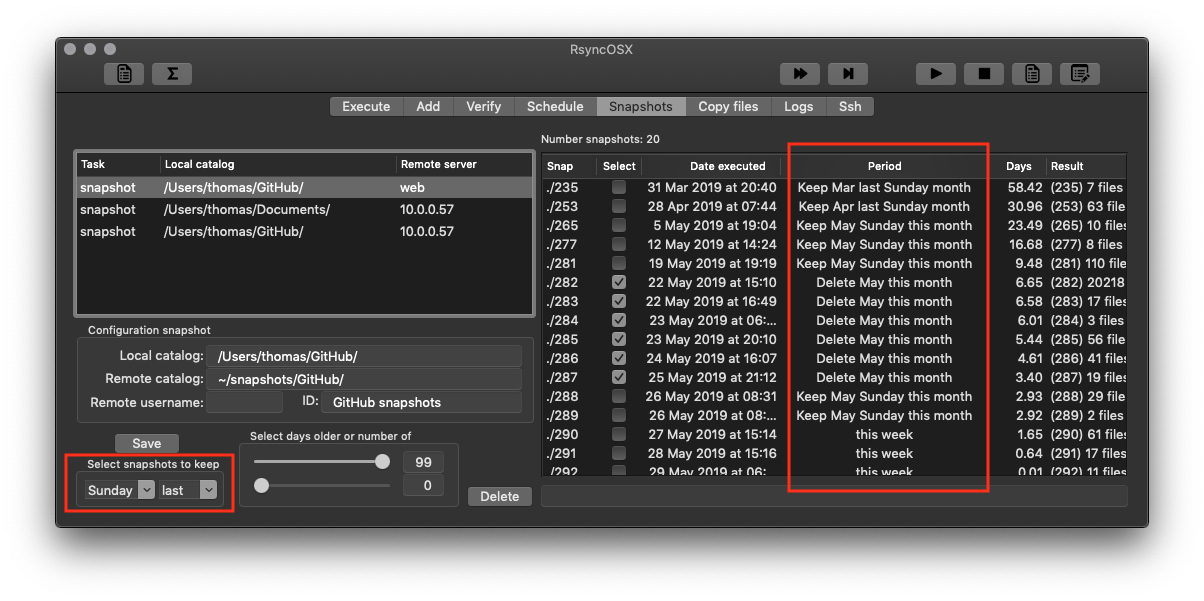 RsyncOSX
Execute Add Verify Schedule Snapshots Copy files Logs Ssh
Number snapshots: 20
Task Local catalog Remote server
snapshot /Users/thomas/GitHub/ web
snapshot /Users/thomas/Documents/ 10.0.0.57
snapshot /Users/thomas/GitHub/ 10.0.0.57
Snap Select Date executed Period Days Result
./235 31 Mar 2019 at 20:40 Keep Mar last Sunday month 58.42 (235) 7 files
./253 28 Apr 2019 at 07:44 Keep Apr last Sunday month 30.96 (253) 63 file
./265 5 May 2019 at 19:04 Keep May Sunday this month 23.49 (265) 10 files
./277 12 May 2019 at 14:24 Keep May Sunday this month 16.68 (277) 8 files
./281 19 May 2019 at 19:19 Keep May Sunday this month 9.48 (281) 110 file
./282 22 May 2019 at 15:10 Delete May this month 6.65 (282) 20218
./283 22 May 2019 at 16:49 Delete May this month 6.58 (283) 17 files
./284 23 May 2019 at 06:... Delete May this month 6.01 (284) 3 files
./285 23 May 2019 at 20:10 Delete May this month 5.44 (285) 56 file
./286 24 May 2019 at 16:07 Delete May this month 4.61 (286) 41 files
./287 25 May 2019 at 21:12 Delete May this month 3.40 (287) 19 files
./288 26 May 2019 at 08:31 Keep May Sunday this month 2.93 (288) 29 file
./289 26 May 2019 at 08:... Keep May Sunday this month 2.92 (289) 2 files
./290 27 May 2019 at 15:14 this week 1.65 (290) 61 files
./291 28 May 2019 at 15:16 this week 0.64 (291) 17 files
./292 29 May 2019 at 06:... this week 0.01 (292) 11 files
Configuration snapshot
Local catalog: /Users/thomas/GitHub/
Remote catalog: ~/snapshots/GitHub/
Remote username: ID: GitHub snapshots
Save
Select snapshots to keep
Sunday last
Select days older or number of
99
0
Delete